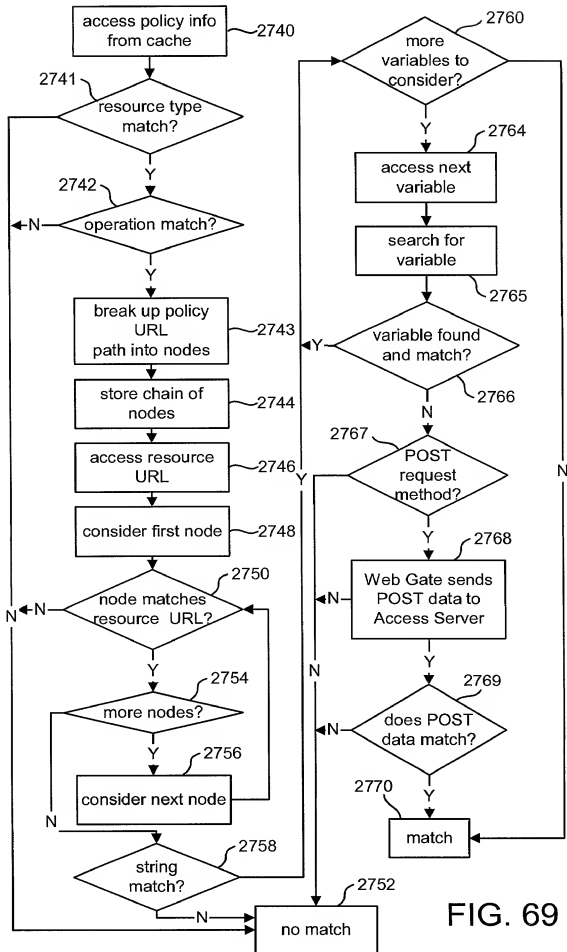 access policy info
from cache
2740
2741
resource type
match?
Y
2742
operation match?
N
Y
break up policy
URL
path into nodes
2743
store chain of
nodes
2744
access resource
URL
2746
consider first node
2748
2750
node matches
resource URL?
N
N
Y
2754
more nodes?
Y
2756
consider next node
N
2758
string
match?
N
Y
2752
no match
2760
more
variables to
consider?
Y
2764
access next
variable
search for
variable
2765
variable found
and match?
Y
2766
N
2767
POST
request
method?
Y
N
2768
Web Gate sends
POST data to
Access Server
N
Y
2769
does POST
data match?
N
Y
2770
match
N
FIG. 69